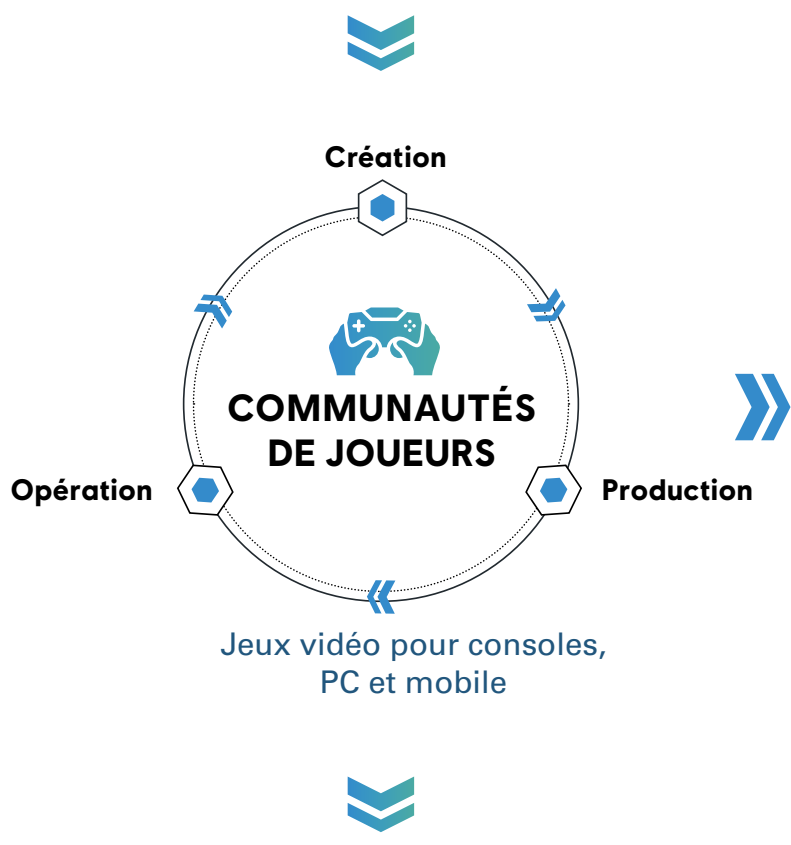 Création
COMMUNAUTÉS
DE JOUEURS
Opération
Production
Jeux vidéo pour consoles,
PC et mobile